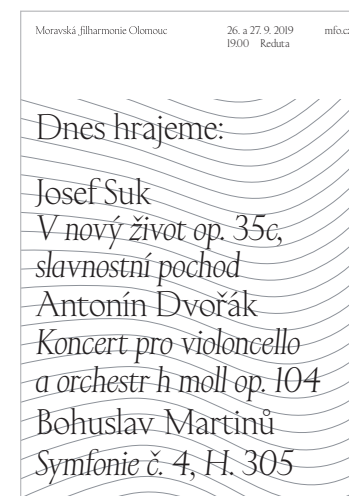 Moravská filharmonie Olomouc
26. a 27. 9. 2019
19.00 Reduta
mfo.cz
Dnes hrajeme:
Josef Suk
V nový život op. 35c,
slavnostní pochod
Antonín Dvořák
Koncert pro violoncello
a orchestr h moll op. 104
Bohuslav Martinů
Symfonie č. 4, H. 305